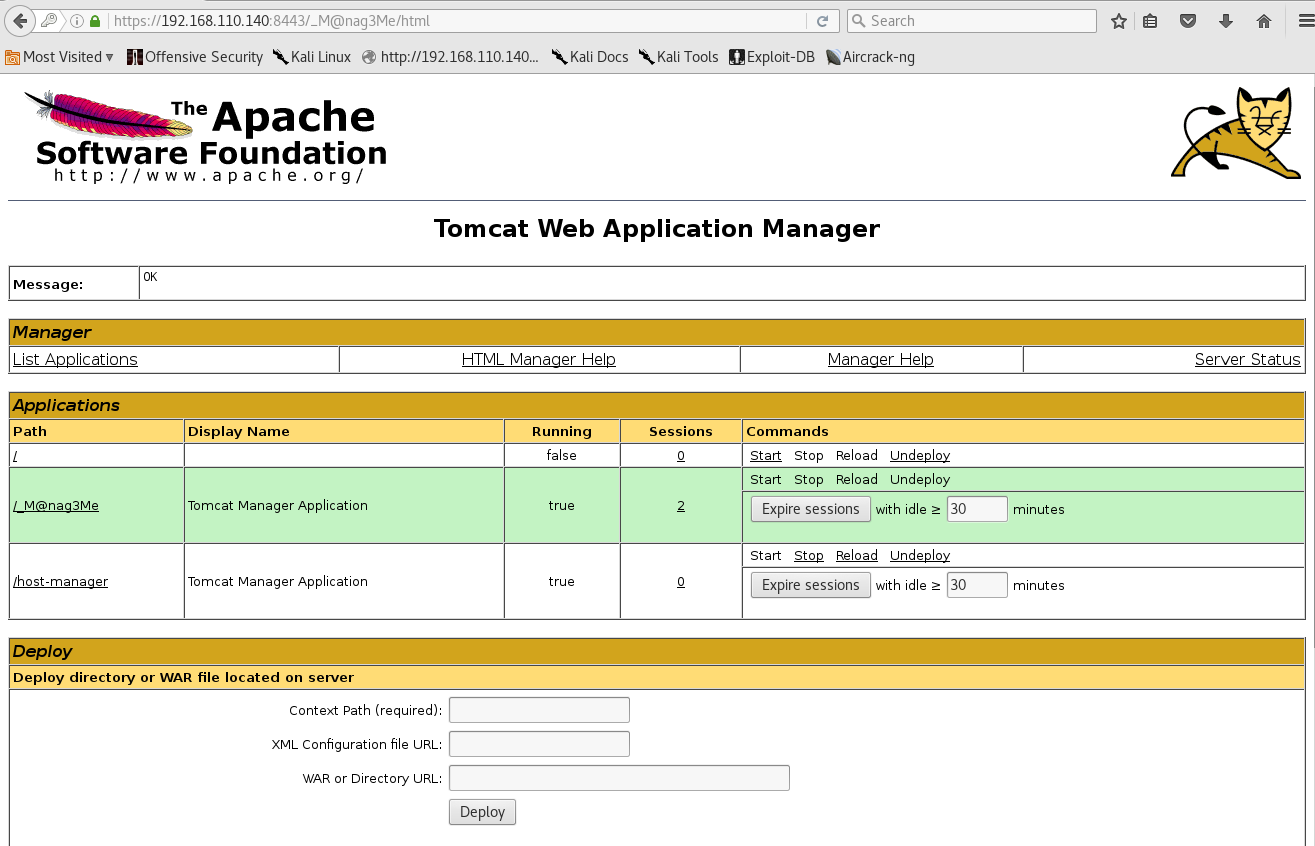 https://192.168.110.140:8443/_M@nag3Me/html
Search
Most Visited Offensive Security Kali Linux http://192.168.110.140... Kali Docs Kali Tools Exploit-DB Aircrack-ng
The Apache
Software Foundation
http://www.apache.org/
Tomcat Web Application Manager
Message: OK
Manager
List Applications HTML Manager Help Manager Help Server Status
Applications
Path Display Name Running Sessions Commands
/ false 0 Start Stop Reload Undeploy
Start Stop Reload Undeploy
/_M@nag3Me Tomcat Manager Application true 2
Expire sessions with idle ≥ 30 minutes
Start Stop Reload Undeploy
/host-manager Tomcat Manager Application true 0
Expire sessions with idle ≥ 30 minutes
Deploy
Deploy directory or WAR file located on server
Context Path (required):
XML Configuration file URL:
WAR or Directory URL:
Deploy